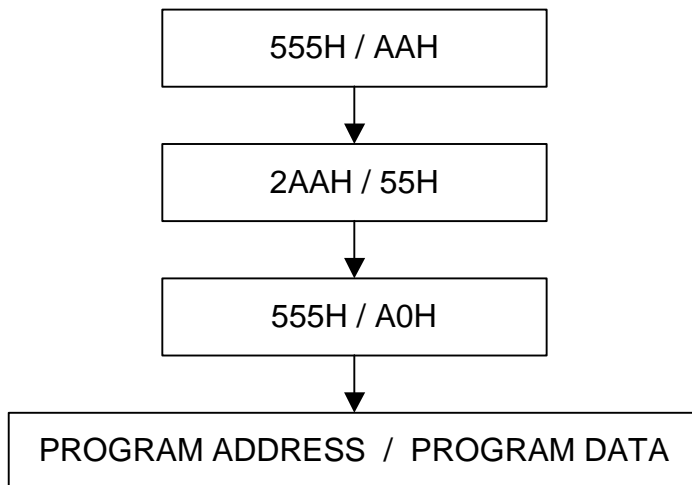 555H / AAH
2AAH / 55H
555H / A0H
PROGRAM ADDRESS / PROGRAM DATA